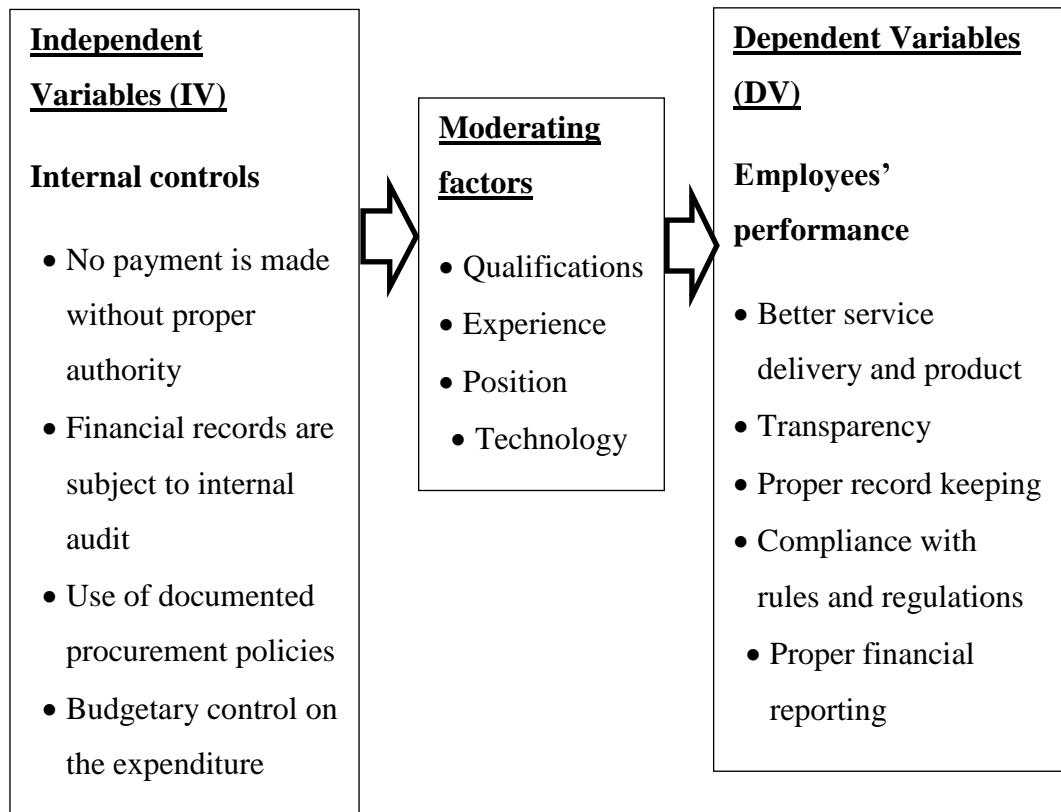 Independent
Variables (IV)
Internal controls
• No payment is made
without proper
authority
• Financial records are
subject to internal
audit
• Use of documented
procurement policies
• Budgetary control on
the expenditure
Moderating
factors
• Qualifications
• Experience
• Position
• Technology
Dependent Variables
(DV)
Employees’
performance
• Better service
delivery and product
• Transparency
• Proper record keeping
• Compliance with
rules and regulations
• Proper financial
reporting